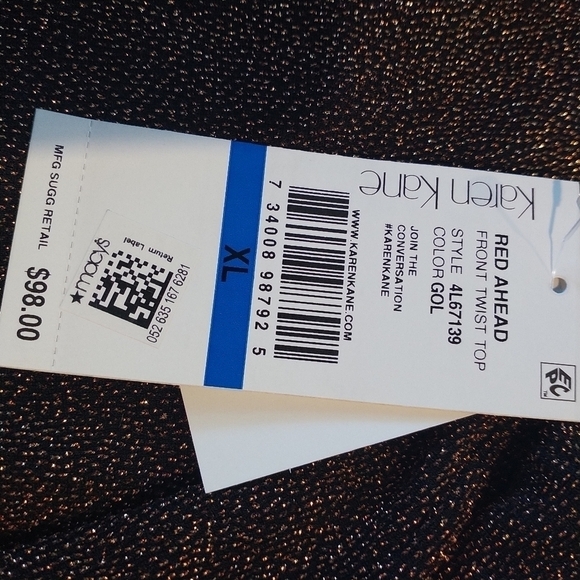 Karen Kane
RED AHEAD
FRONT TWIST TOP
STYLE 4L67139
COLOR GOL
JOIN THE
CONVERSATION
#KARENKANE
WWW.KARENKANE.COM
7 34008 98792 5
XL
★macy's
Return Label
052 635 167 6281
MFG SUGG RETAIL $98.00